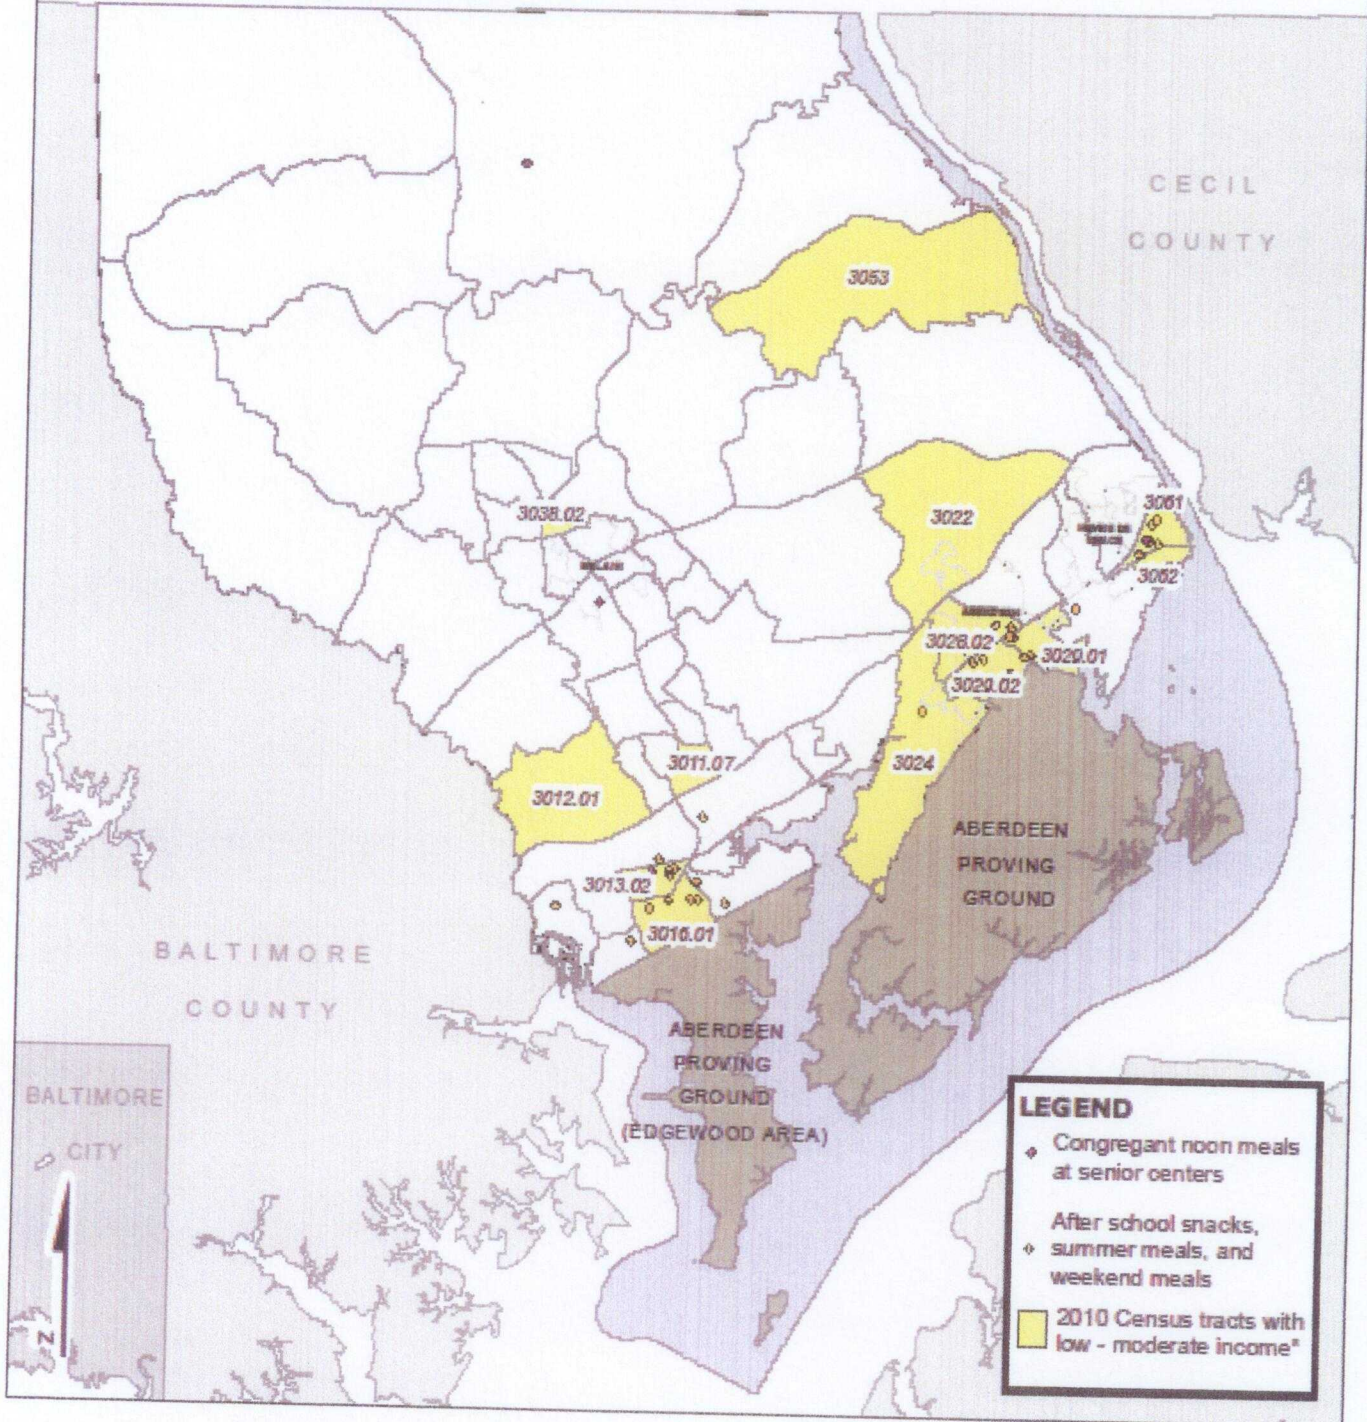 CECIL
COUNTY
3053
3038.02
3022
3061
3062
3028.02
3029.01
3029.02
3024
3011.07
3012.01
3013.02
3016.01
ABERDEEN
PROVING
GROUND
BALTIMORE
COUNTY
ABERDEEN
PROVING
GROUND
(EDGEWOOD AREA)
BALTIMORE
CITY
N
LEGEND
Congregant noon meals
at senior centers
After school snacks,
summer meals, and
weekend meals
2010 Census tracts with
low - moderate income*